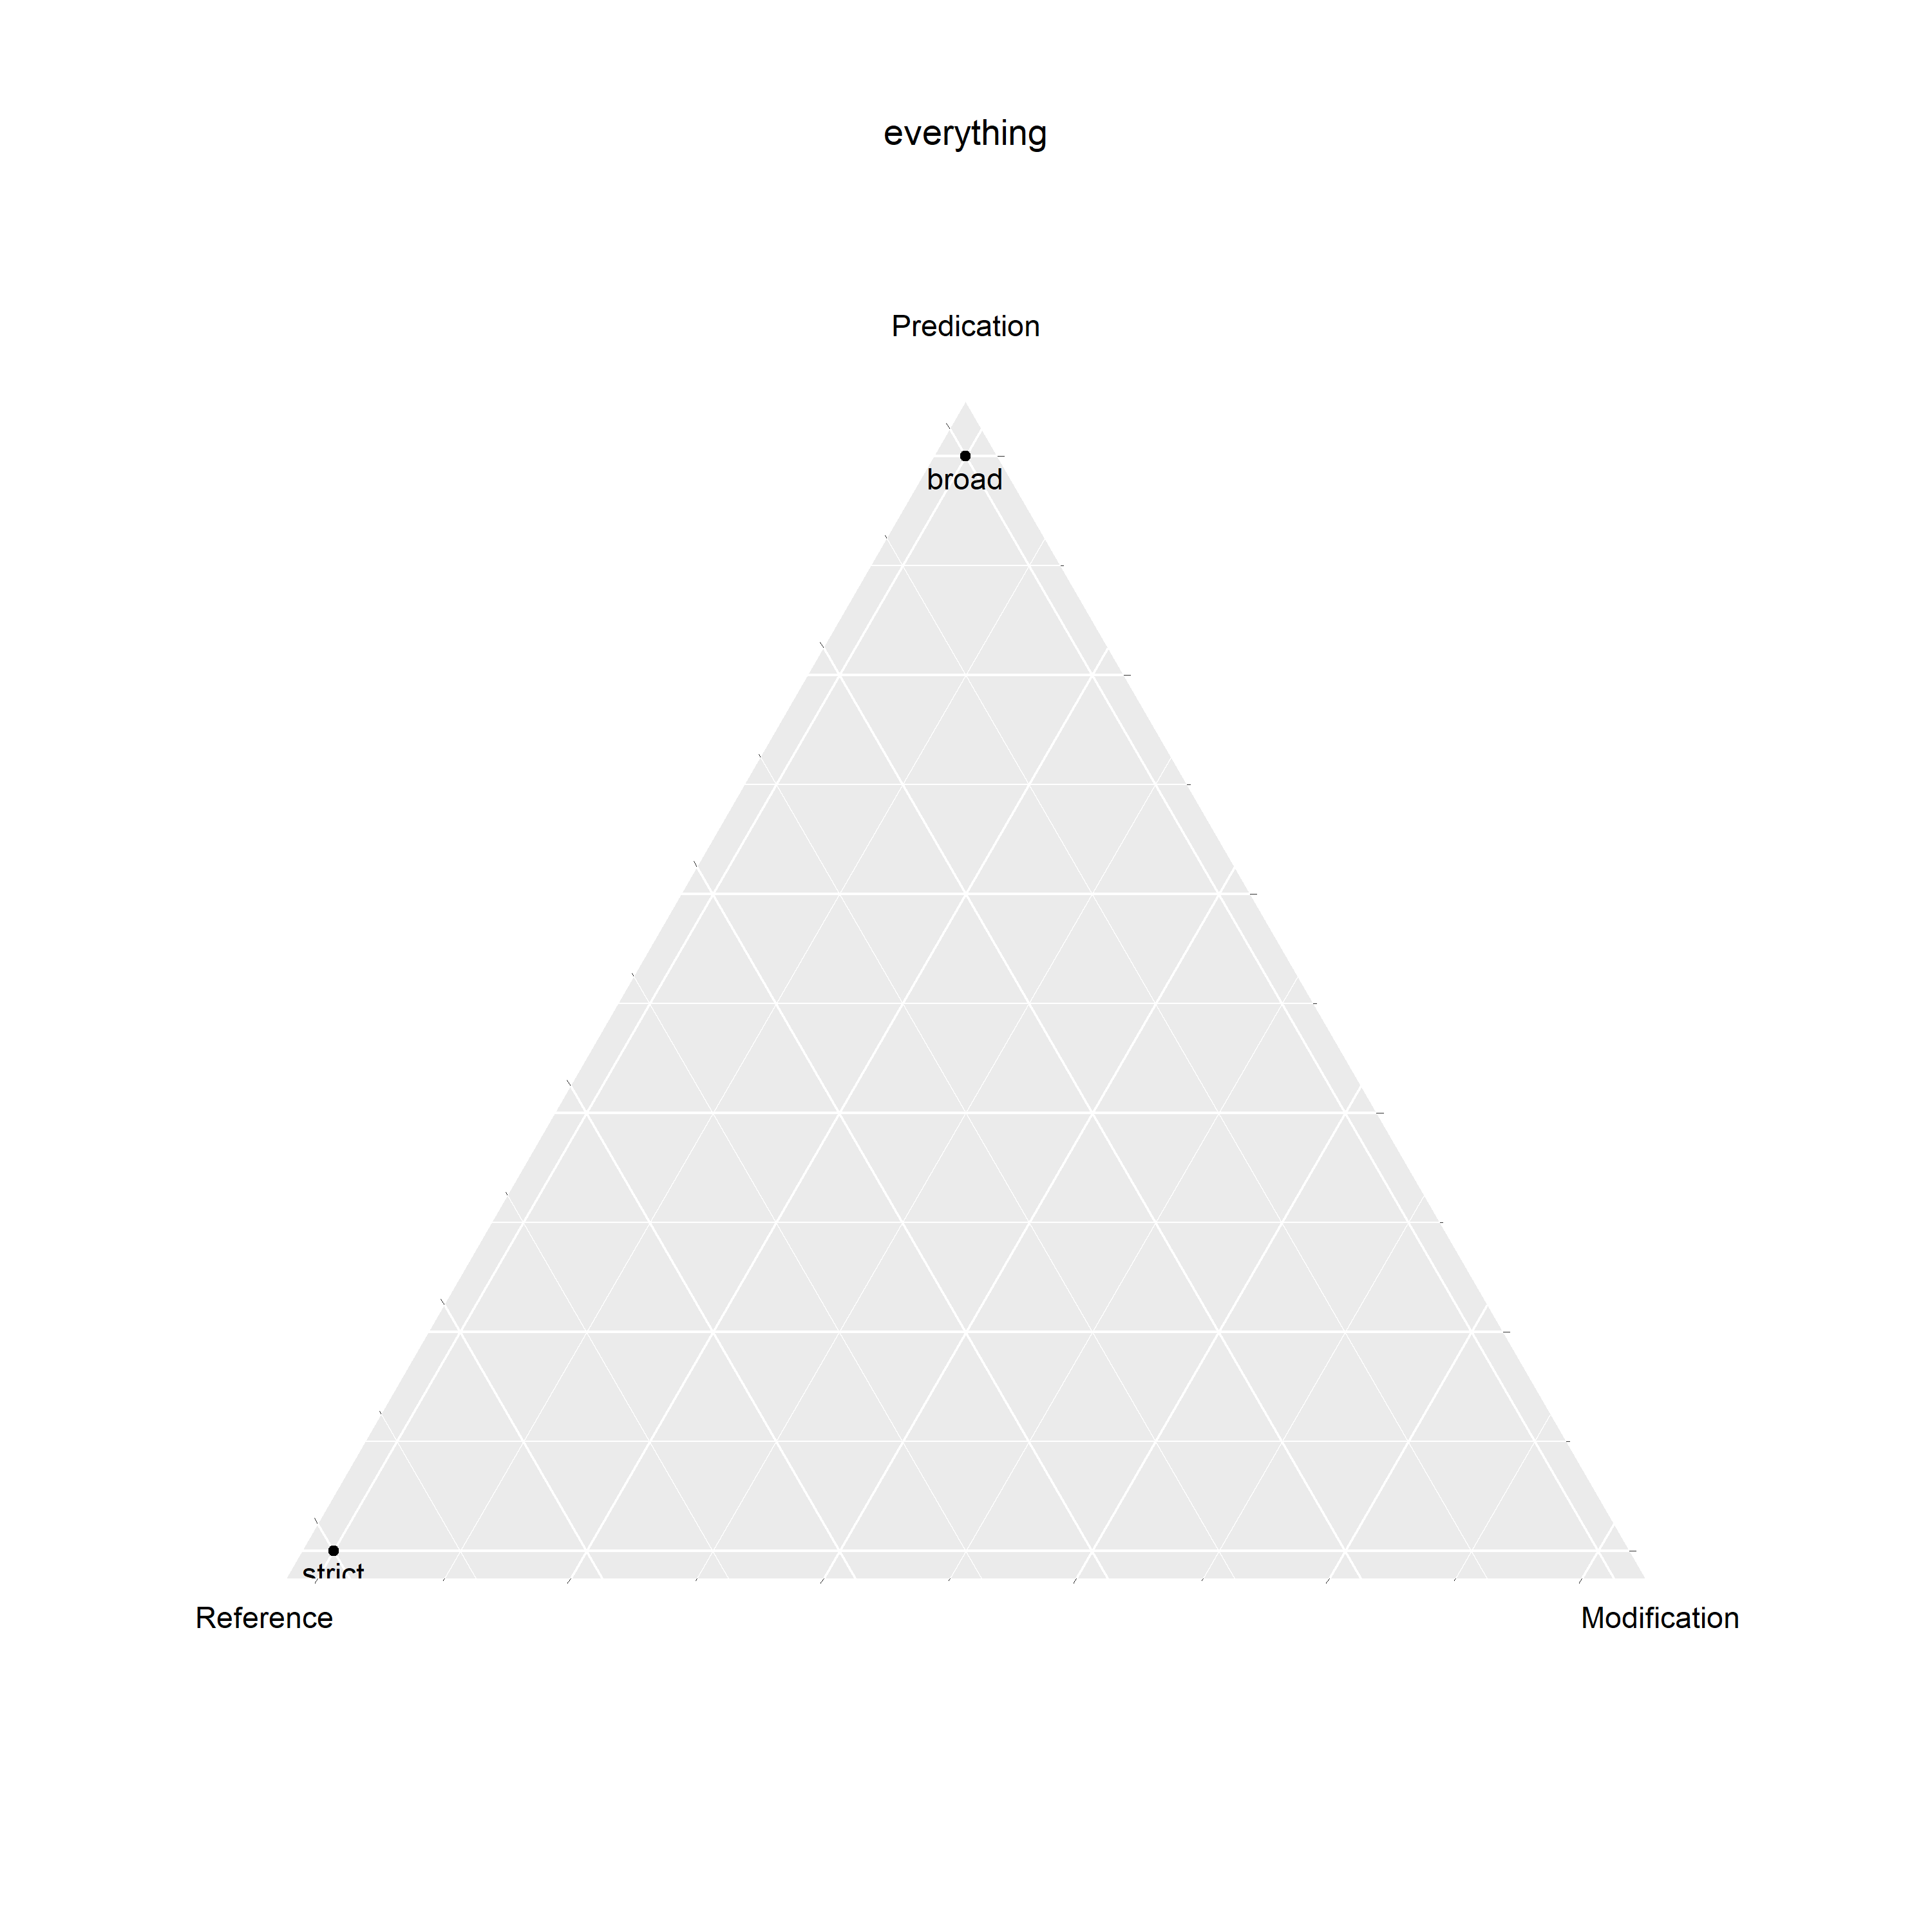 everything
Predication
broad
strict
Reference
Modification